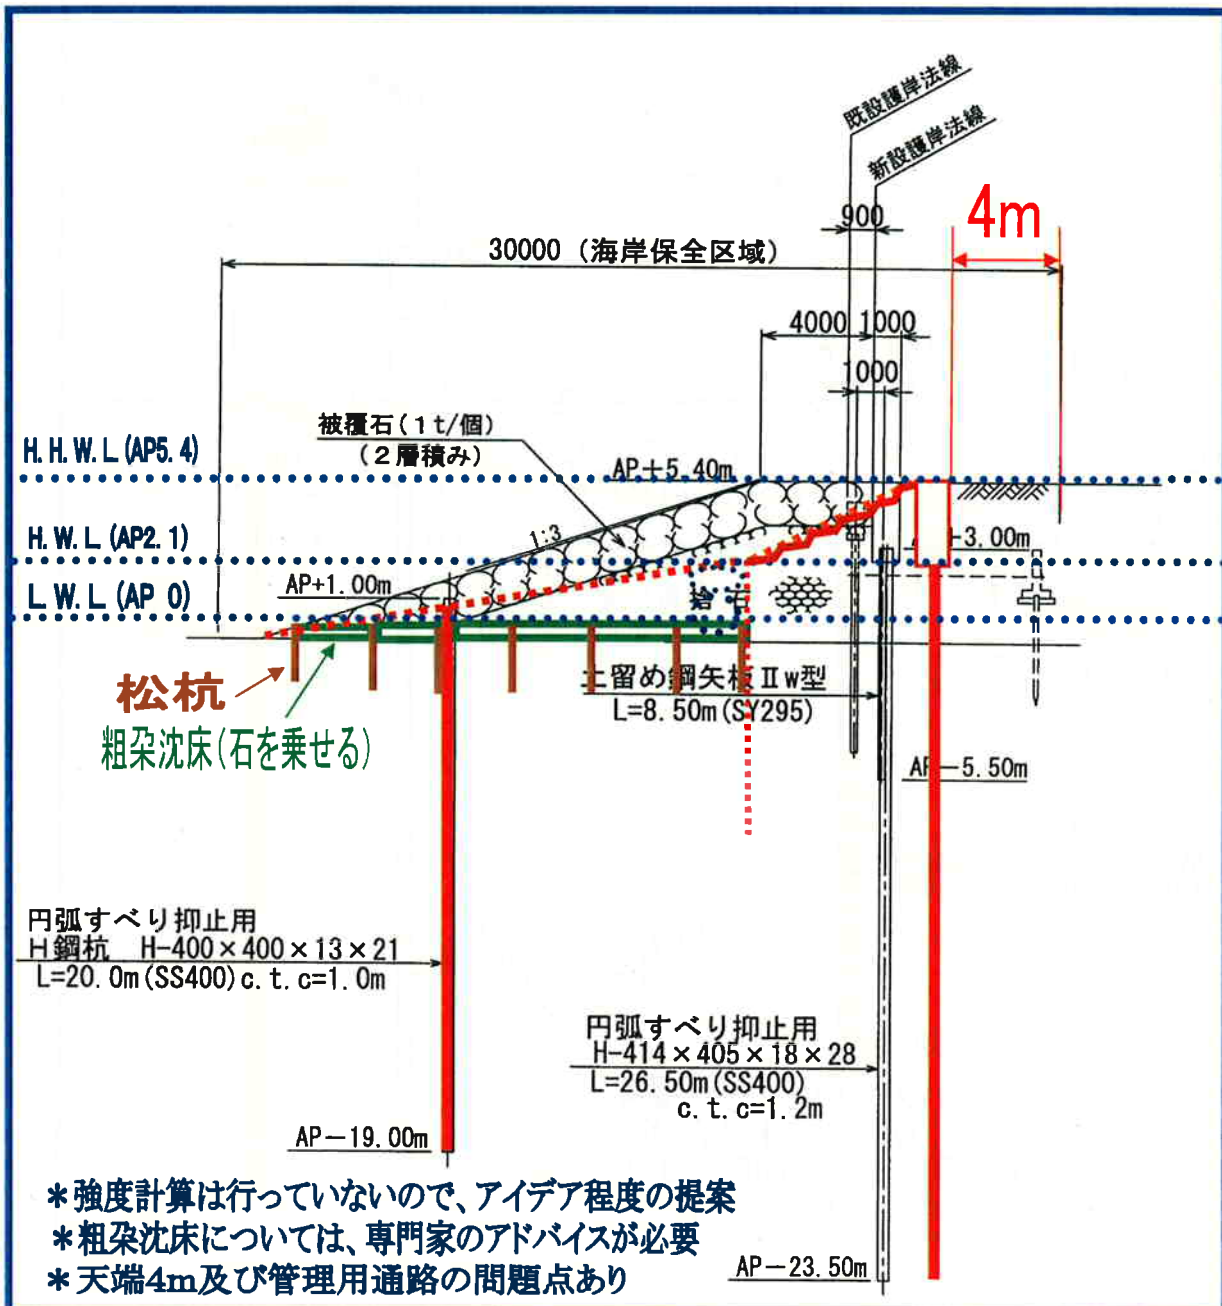 既設護岸法線
新設護岸法線
900
4m
30000 (海岸保全区域)
4000
1000
1000
被覆石(1t/個)
(2層積み)
H.H.W.L(AP5.4)
AP+5.40m
1:3
H.W.L(AP2.1)
-3.00m
AP+1.00m
L.W.L(AP 0)
捨石
松杭
粗朶沈床(石を乗せる)
土留め鋼矢板Ⅱw型
L=8.50m(SY295)
AP-5.50m
円弧すべり抑止用
H鋼杭 H-400×400×13×21
L=20.0m(SS400)c.t.c=1.0m
円弧すべり抑止用
H-414×405×18×28
L=26.50m(SS400)
c.t.c=1.2m
AP-19.00m
*強度計算は行っていないので、アイデア程度の提案
*粗朶沈床については、専門家のアドバイスが必要
*天端4m及び管理用通路の問題点あり
AP-23.50m